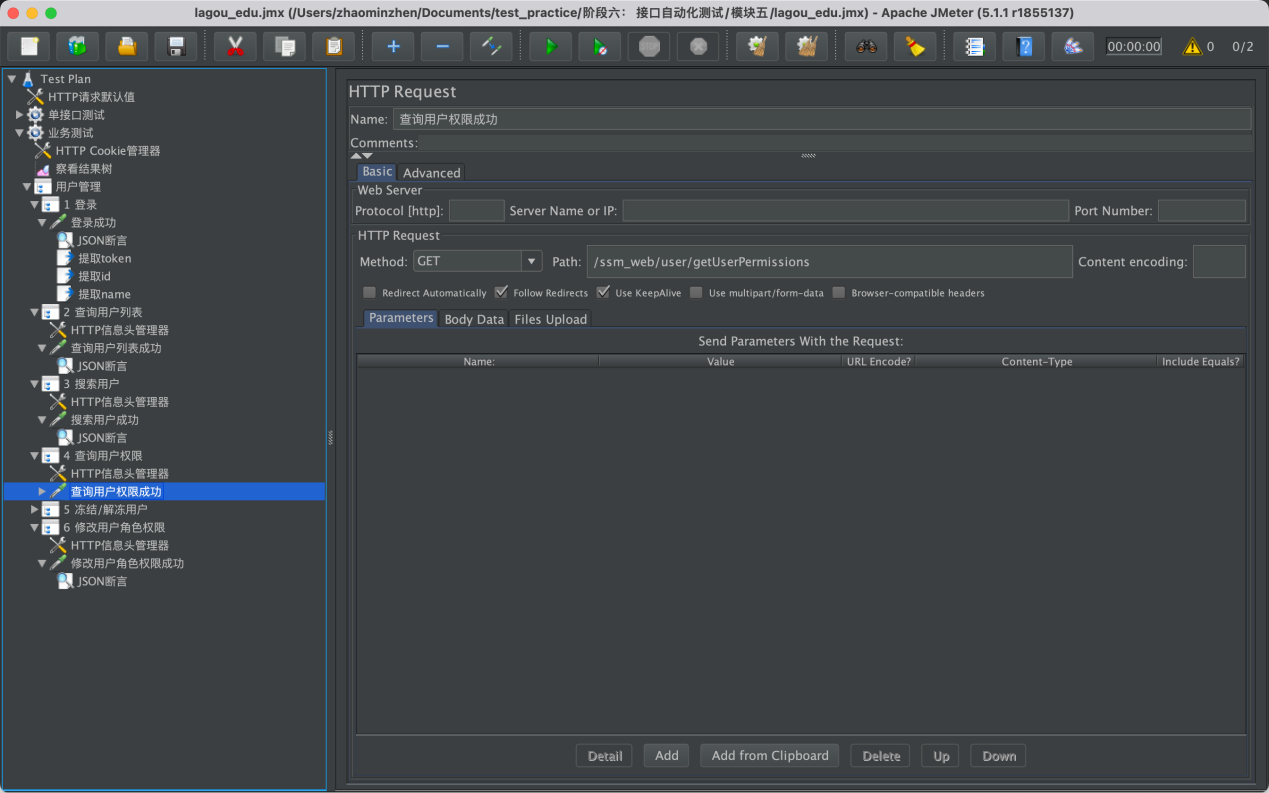 lagou_edu.jmx (/Users/zhaominzhen/Documents/test_practice/阶段六： 接口自动化测试/模块五/lagou_edu.jmx) - Apache JMeter (5.1.1 r1855137)
STOP
00:00:00
0
0/2
Test Plan
HTTP请求默认值
单接口测试
业务测试
HTTP Cookie管理器
察看结果树
用户管理
1 登录
登录成功
JSON断言
提取token
提取id
提取name
2 查询用户列表
HTTP信息头管理器
查询用户列表成功
JSON断言
3 搜索用户
HTTP信息头管理器
搜索用户成功
JSON断言
4 查询用户权限
HTTP信息头管理器
查询用户权限成功
5 冻结/解冻用户
6 修改用户角色权限
HTTP信息头管理器
修改用户角色权限成功
JSON断言
HTTP Request
Name: 查询用户权限成功
Comments:
Basic Advanced
Web Server
Protocol [http]: Server Name or IP: Port Number:
HTTP Request
Method: GET Path: /ssm_web/user/getUserPermissions Content encoding:
Redirect Automatically Follow Redirects Use KeepAlive Use multipart/form-data Browser-compatible headers
Parameters Body Data Files Upload
Send Parameters With the Request:
Name: Value URL Encode? Content-Type Include Equals?
Detail Add Add from Clipboard Delete Up Down